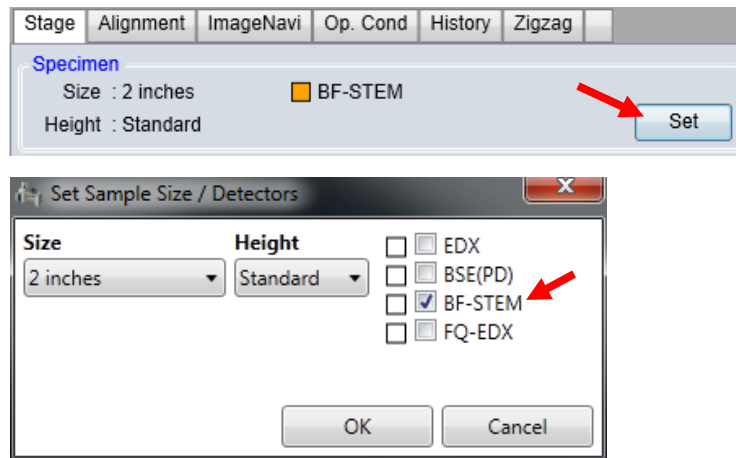 Stage Alignment ImageNavi Op. Cond History Zigzag
Specimen
Size : 2 inches BF-STEM
Height : Standard Set
Set Sample Size / Detectors
Size Height EDX
2 inches Standard BSE(PD)
BF-STEM
FQ-EDX
OK Cancel